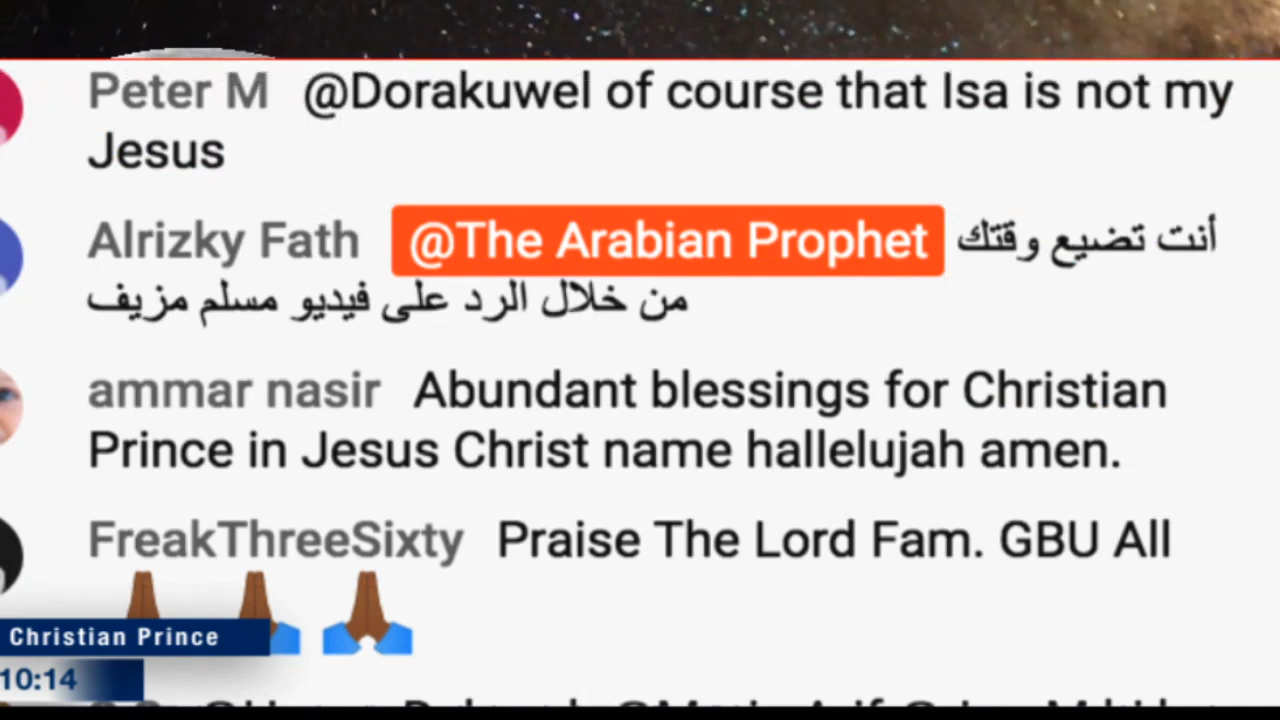 Peter M @Dorakuwel of course that Isa is not my
Jesus
Alrizky Fath @The Arabian Prophet أنت تضيع وقتك
من خلال الرد على فيديو مسلم مزيف
ammar nasir Abundant blessings for Christian
Prince in Jesus Christ name hallelujah amen.
FreakThreeSixty Praise The Lord Fam. GBU All
Christian Prince
10:14